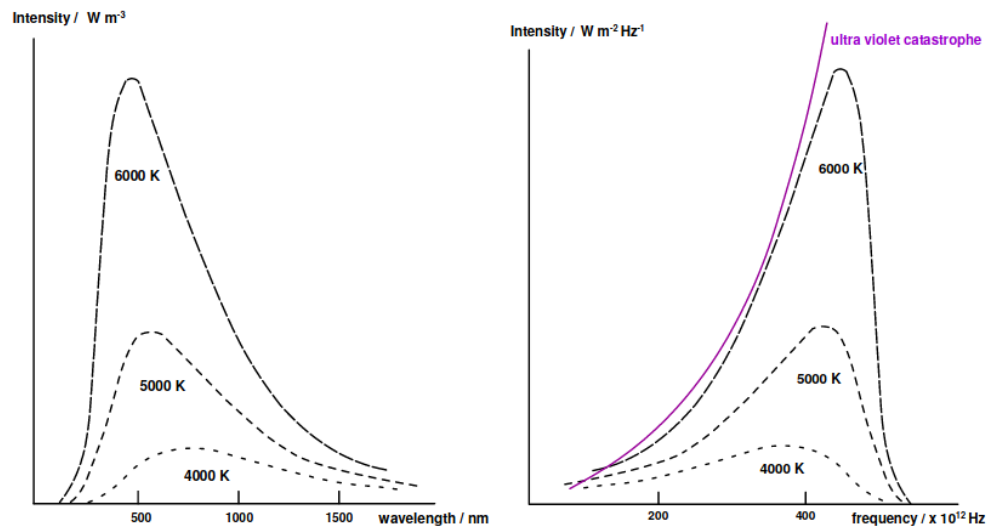 Intensity / W m⁻³
6000 K
5000 K
4000 K
500 1000 1500 wavelength / nm
Intensity / W m⁻² Hz⁻¹
ultra violet catastrophe
6000 K
5000 K
4000 K
200 400 frequency / x 10¹² Hz